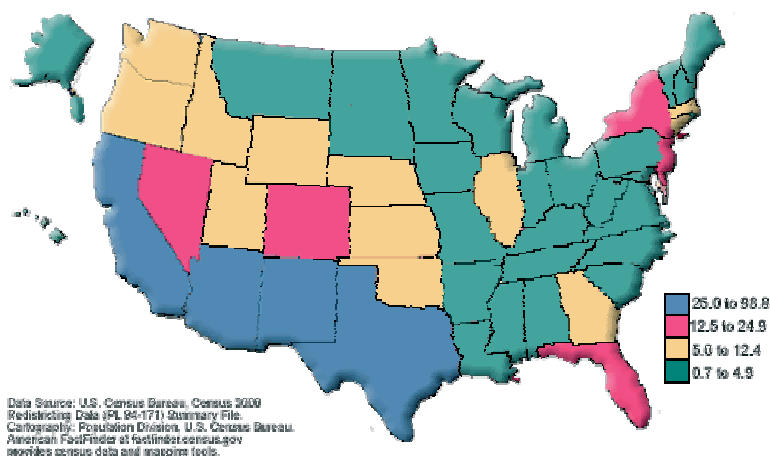 25.0 to 98.8
12.5 to 24.9
5.0 to 12.4
0.7 to 4.9
Data Source: U.S. Census Bureau, Census 2000
Redistricting Data (PL 94-171) Summary File.
Cartography: Population Division, U.S. Census Bureau.
American FactFinder at factfinder.census.gov
provides census data and mapping tools.